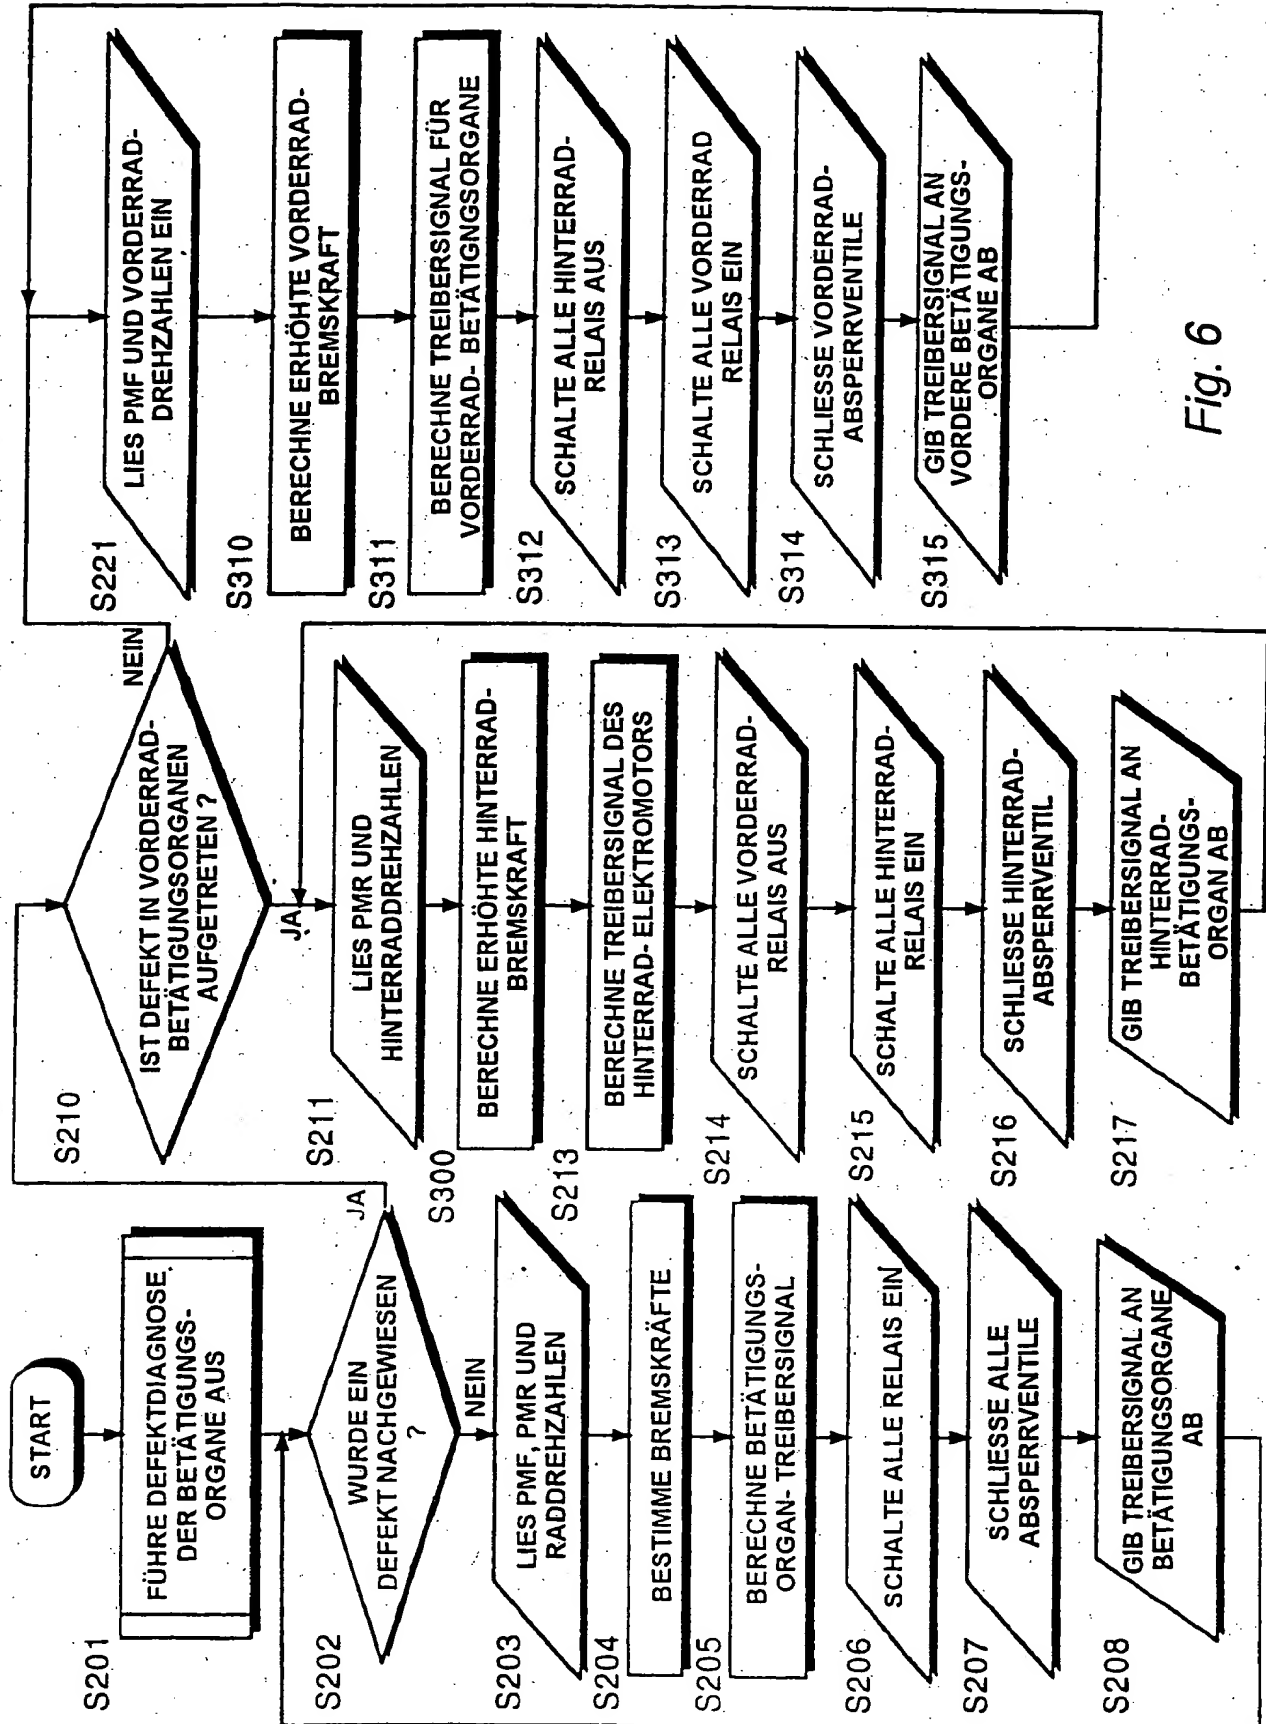 START
S201
FÜHRE DEFEKTDIAGNOSE
DER BETÄTIGUNGS-
ORGANE AUS
S202
WURDE EIN
DEFEKT NACHGEWIESEN
?
JA
NEIN
S203
LIES PMF, PMR UND
RADDREHZAHLEN
S204
BESTIMME BREMSKRÄFTE
S205
BERECHNE BETÄTIGUNGS-
ORGAN- TREIBERSIGNAL
S206
SCHALTE ALLE RELAIS EIN
S207
SCHLIESSE ALLE
ABSPERRVENTILE
S208
GIB TREIBERSIGNAL AN
BETÄTIGUNGSORGANE
AB
S210
IST DEFEKT IN VORDERRAD-
BETÄTIGUNGSORGANEN
AUFGETRETEN ?
NEIN
JA
S211
LIES PMR UND
HINTERRADDREHZAHLEN
S300
BERECHNE ERHÖHTE HINTERRAD-
BREMSKRAFT
S213
BERECHNE TREIBERSIGNAL DES
HINTERRAD- ELEKTROMOTORS
S214
SCHALTE ALLE VORDERRAD-
RELAIS AUS
S215
SCHALTE ALLE HINTERRAD-
RELAIS EIN
S216
SCHLIESSE HINTERRAD-
ABSPERRVENTIL
S217
GIB TREIBERSIGNAL AN
HINTERRAD-
BETÄTIGUNGS-
ORGAN AB
S221
LIES PMF UND VORDERRAD-
DREHZAHLEN EIN
S310
BERECHNE ERHÖHTE VORDERRAD-
BREMSKRAFT
S311
BERECHNE TREIBERSIGNAL FÜR
VORDERRAD- BETÄTIGNGSORGANE
S312
SCHALTE ALLE HINTERRAD-
RELAIS AUS
S313
SCHALTE ALLE VORDERRAD
RELAIS EIN
S314
SCHLIESSE VORDERRAD-
ABSPERRVENTILE
S315
GIB TREIBERSIGNAL AN
VORDERE BETÄTIGUNGS-
ORGANE AB
Fig. 6